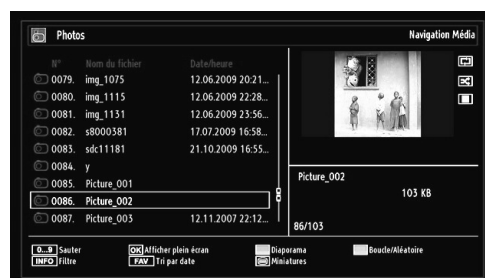 Photos
Navigation Média
N° Nom du fichier Date/heure
0079. img_1075 12.06.2009 20:21...
0080. img_1115 12.06.2009 22:28...
0081. img_1131 12.06.2009 23:56...
0082. s8000381 17.07.2009 16:58...
0083. sdc11181 21.10.2009 16:55...
0084. y
0085. Picture_001
0086. Picture_002
0087. Picture_003 12.11.2007 22:12...
Picture_002
103 KB
86/103
0...9 Sauter OK Afficher plein écran Diaporama Boucle/Aléatoire
INFO Filtre FAV Tri par date Miniatures